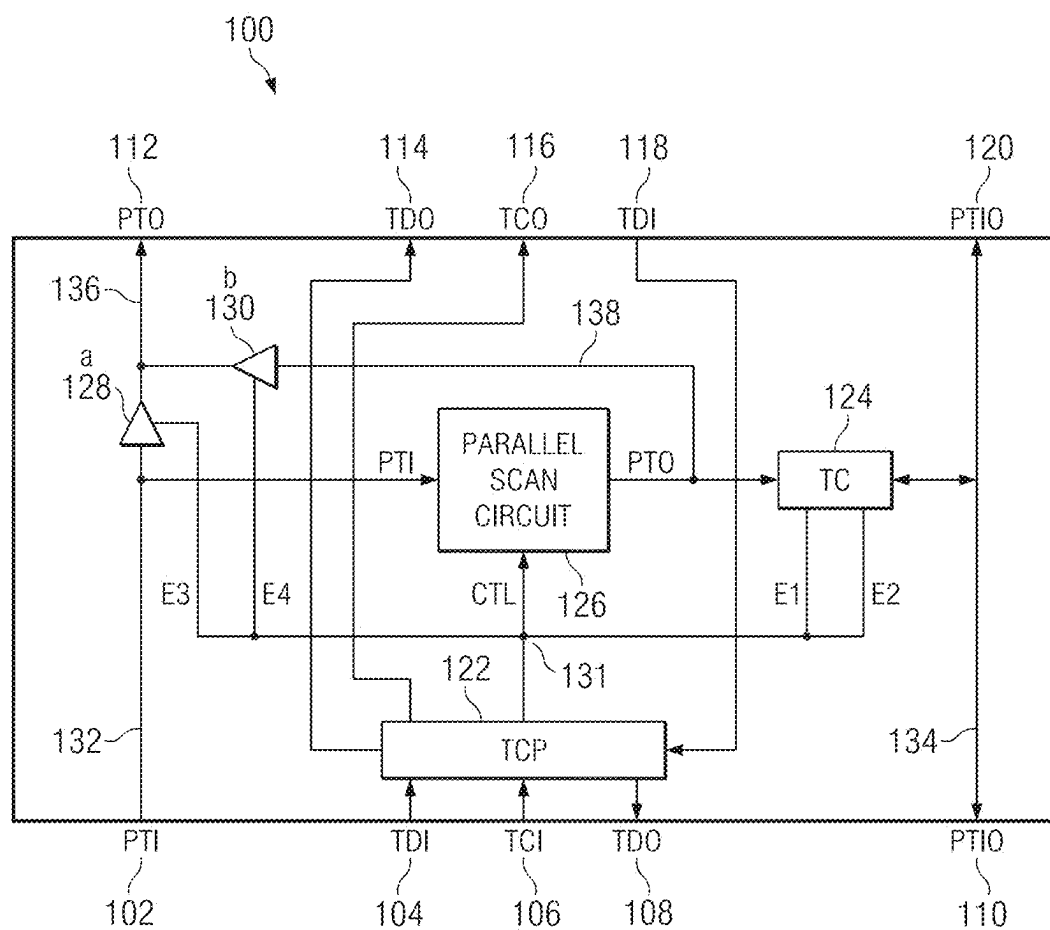 100
112 114 116 118 120
PTO TDO TCO TDI PTIO
136 b
130 138
a
128 124
PTI PARALLEL SCAN CIRCUIT PTO TC
E3 E4 CTL 126 E1 E2
122 131
132 TCP 134
PTI TDI TCI TDO PTIO
102 104 106 108 110